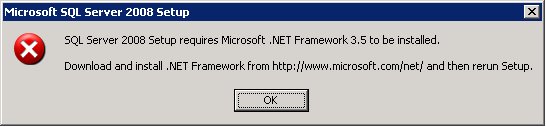 Microsoft SQL Server 2008 Setup
SQL Server 2008 Setup requires Microsoft .NET Framework 3.5 to be installed.
Download and install .NET Framework from http://www.microsoft.com/net/ and then rerun Setup.
OK